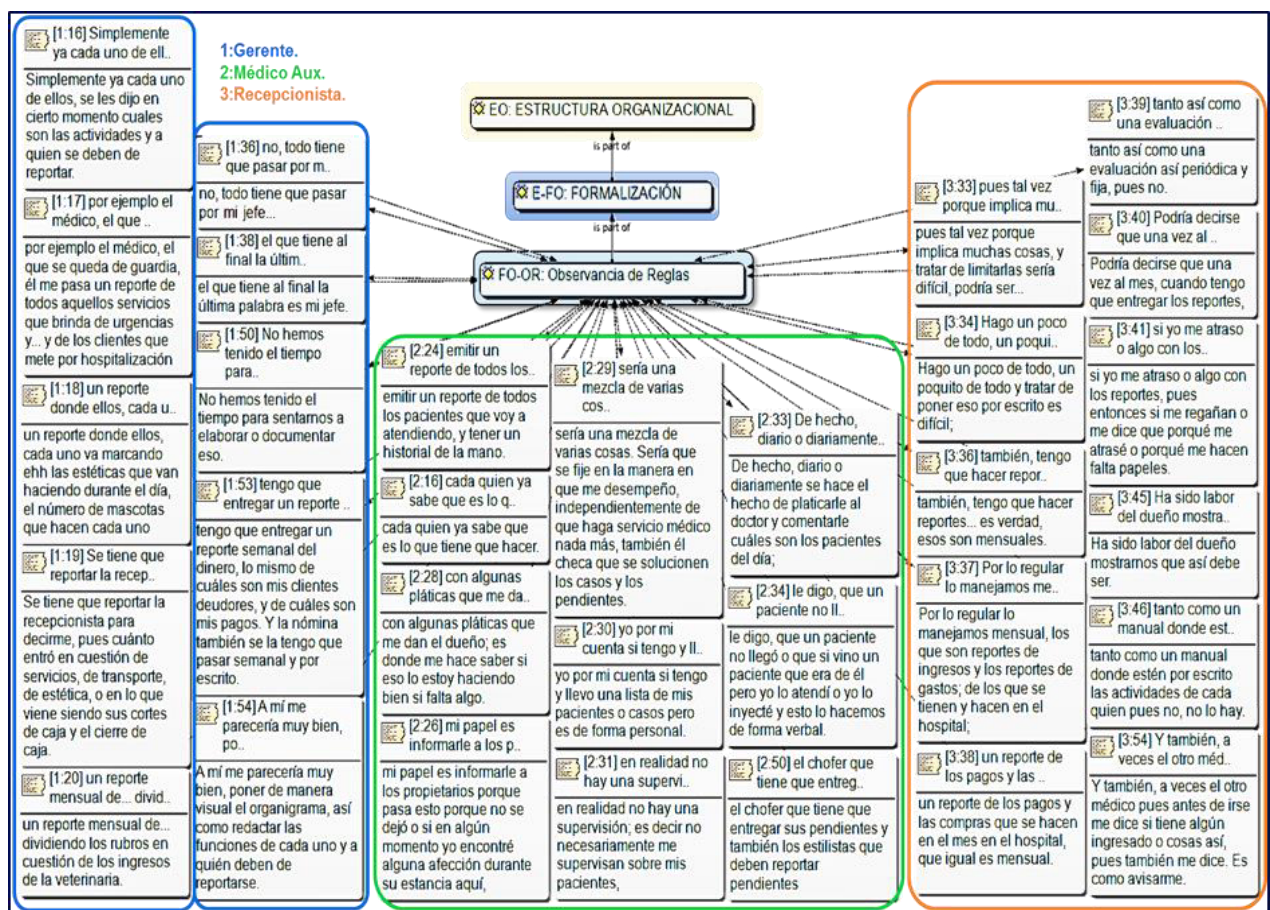 [1:16] Simplemente
ya cada uno de ell..
Simplemente ya cada uno
de ellos, se les dijo en
cierto momento cuales
son las actividades y a
quien se deben de
reportar.
[1:17] por ejemplo el
médico, el que ..
por ejemplo el médico, el
que se queda de guardia,
él me pasa un reporte de
todos aquellos servicios
que brinda de urgencias
y... y de los clientes que
mete por hospitalización
[1:18] un reporte
donde ellos, cada u..
un reporte donde ellos,
cada uno va marcando
ehh las estéticas que van
haciendo durante el día,
el número de mascotas
que hacen cada uno
[1:19] Se tiene que
reportar la recep..
Se tiene que reportar la
recepcionista para
decirme, pues cuánto
entró en cuestión de
servicios, de transporte,
de estética, o en lo que
viene siendo sus cortes
de caja y el cierre de
caja.
[1:20] un reporte
mensual de... divid..
un reporte mensual de...
dividiendo los rubros en
cuestión de los ingresos
de la veterinaria.
1:Gerente.
2:Médico Aux.
3:Recepcionista.
[1:36] no, todo tiene
que pasar por m..
no, todo tiene que pasar
por mi jefe...
[1:38] el que tiene al
final la últim..
el que tiene al final la
última palabra es mi jefe.
[1:50] No hemos
tenido el tiempo
para..
No hemos tenido el
tiempo para sentarnos a
elaborar o documentar
eso.
[1:53] tengo que
entregar un reporte ..
tengo que entregar un
reporte semanal del
dinero, lo mismo de
cuáles son mis clientes
deudores, y de cuáles son
mis pagos. Y la nómina
también se la tengo que
pasar semanal y por
escrito.
[1:54] A mí me
parecería muy bien,
po..
A mí me parecería muy
bien, poner de manera
visual el organigrama, así
como redactar las
funciones de cada uno y a
quién deben de
reportarse.
EO: ESTRUCTURA ORGANIZACIONAL
is part of
E-FO: FORMALIZACIÓN
is part of
FO-OR: Observancia de Reglas
[2:24] emitir un
reporte de todos los..
emitir un reporte de todos
los pacientes que voy a
atendiendo, y tener un
historial de la mano.
[2:16] cada quien ya
sabe que es lo q..
cada quien ya sabe que
es lo que tiene que hacer.
[2:28] con algunas
pláticas que me da..
con algunas pláticas que
me dan el dueño; es
donde me hace saber si
eso lo estoy haciendo
bien si falta algo.
[2:26] mi papel es
informarle a los p..
mi papel es informarle a
los propietarios porque
pasa esto porque no se
dejó o si en algún
momento yo encontré
alguna afección durante
su estancia aquí,
[2:29] sería una
mezcla de varias
cos..
sería una mezcla de
varias cosas. Sería que
se fije en la manera en
que me desempeño,
independientemente de
que haga servicio médico
nada más, también él
checa que se solucionen
los casos y los
pendientes.
[2:30] yo por mi
cuenta si tengo y ll..
yo por mi cuenta si tengo
y llevo una lista de mis
pacientes o casos pero
es de forma personal.
[2:31] en realidad no
hay una supervi..
en realidad no hay una
supervisión; es decir no
necesariamente me
supervisan sobre mis
pacientes,
[2:33] De hecho,
diario o diariamente..
De hecho, diario o
diariamente se hace el
hecho de platicarle al
doctor y comentarle
cuáles son los pacientes
del día;
[2:34] le digo, que un
paciente no ll..
le digo, que un paciente
no llegó o que si vino un
paciente que era de él
pero yo lo atendí o yo lo
inyecté y esto lo hacemos
de forma verbal.
[2:50] el chofer que
tiene que entreg..
el chofer que tiene que
entregar sus pendientes y
también los estilistas que
deben reportar
pendientes
[3:33] pues tal vez
porque implica mu..
pues tal vez porque
implica muchas cosas, y
tratar de limitarlas sería
difícil, podría ser...
[3:34] Hago un poco
de todo, un poqui..
Hago un poco de todo, un
poquito de todo y tratar de
poner eso por escrito es
difícil;
[3:36] también, tengo
que hacer repor..
también, tengo que hacer
reportes... es verdad,
esos son mensuales.
[3:37] Por lo regular
lo manejamos me..
Por lo regular lo
manejamos mensual, los
que son reportes de
ingresos y los reportes de
gastos; de los que se
tienen y hacen en el
hospital;
[3:38] un reporte de
los pagos y las ..
un reporte de los pagos y
las compras que se hacen
en el mes en el hospital,
que igual es mensual.
[3:39] tanto así como
una evaluación ..
tanto así como una
evaluación así periódica y
fija, pues no.
[3:40] Podría decirse
que una vez al ..
Podría decirse que una
vez al mes, cuando tengo
que entregar los reportes,
[3:41] si yo me atraso
o algo con los..
si yo me atraso o algo con
los reportes, pues
entonces si me regañan o
me dice que porqué me
atrasé o porqué me hacen
falta papeles.
[3:45] Ha sido labor
del dueño mostra..
Ha sido labor del dueño
mostrarnos que así debe
ser.
[3:46] tanto como un
manual donde est..
tanto como un manual
donde estén por escrito
las actividades de cada
quien pues no, no lo hay.
[3:54] Y también, a
veces el otro méd..
Y también, a veces el otro
médico pues antes de irse
me dice si tiene algún
ingresado o cosas así,
pues también me dice. Es
como avisarme.